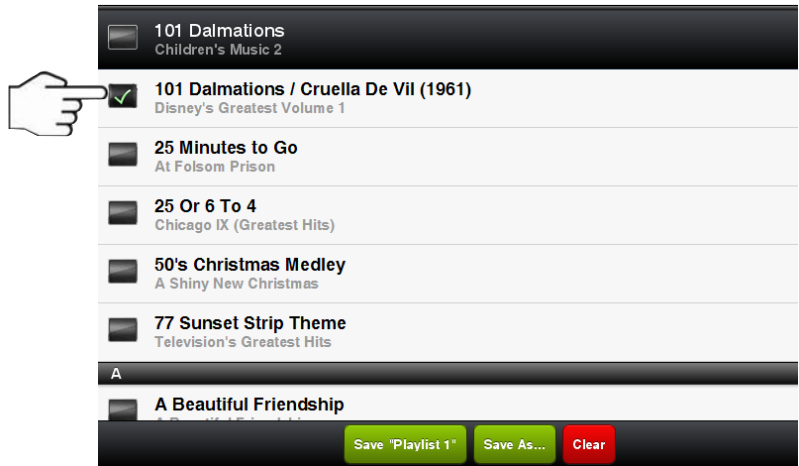 101 Dalmations
Children's Music 2
101 Dalmations / Cruella De Vil (1961)
Disney's Greatest Volume 1
25 Minutes to Go
At Folsom Prison
25 Or 6 To 4
Chicago IX (Greatest Hits)
50's Christmas Medley
A Shiny New Christmas
77 Sunset Strip Theme
Television's Greatest Hits
A
A Beautiful Friendship
Save "Playlist 1" Save As... Clear